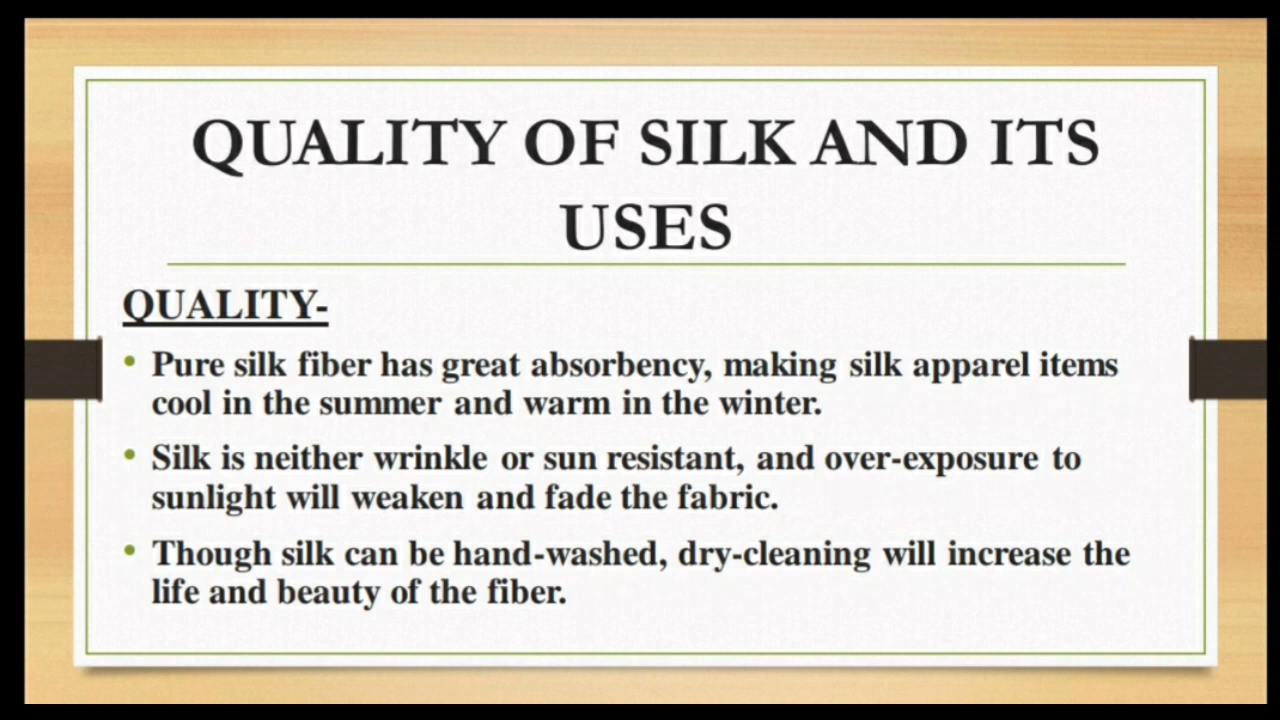 QUALITY OF SILK AND ITS
USES
QUALITY-
• Pure silk fiber has great absorbency, making silk apparel items
cool in the summer and warm in the winter.
• Silk is neither wrinkle or sun resistant, and over-exposure to
sunlight will weaken and fade the fabric.
• Though silk can be hand-washed, dry-cleaning will increase the
life and beauty of the fiber.